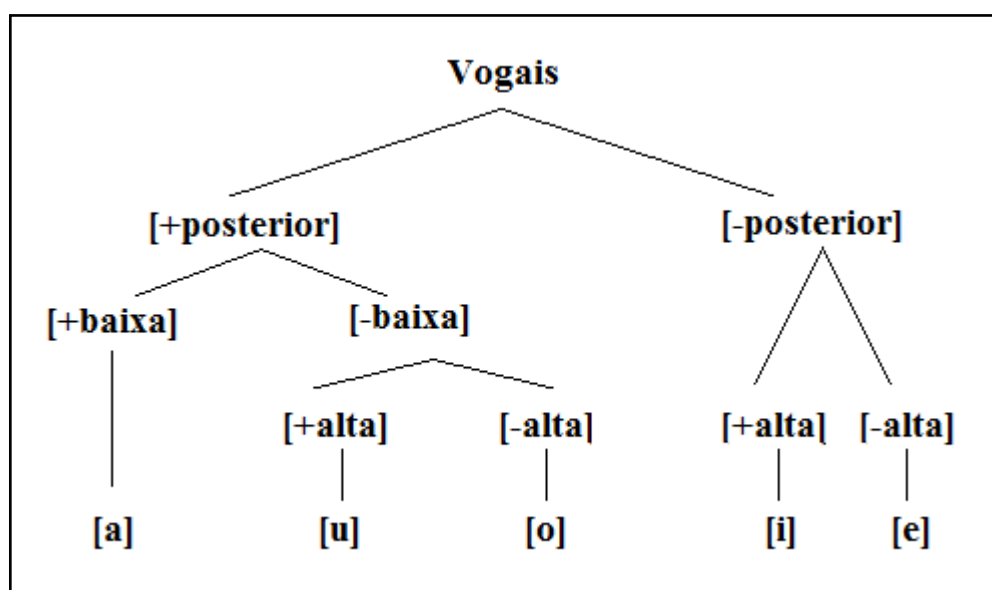 Vogais
[+posterior] [-posterior]
[+baixa] [-baixa]
[+alta] [-alta] [+alta] [-alta]
[a] [u] [o] [i] [e]